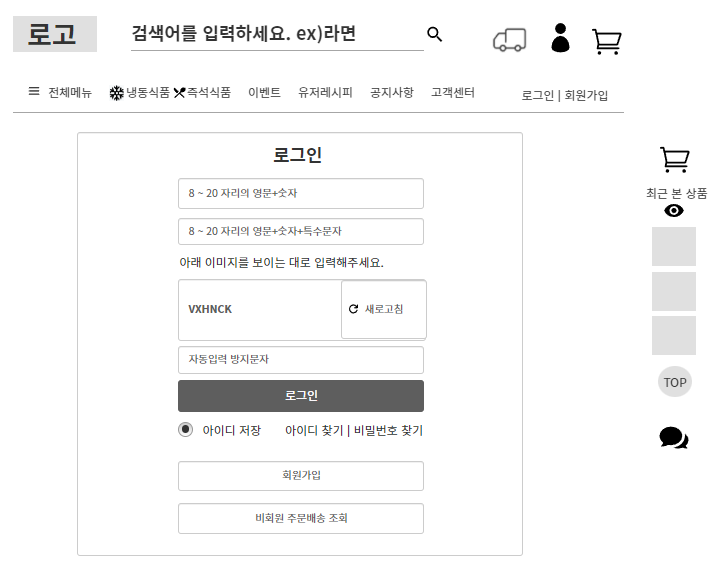 로고
검색어를 입력하세요. ex)라면
전체메뉴 냉동식품 즉석식품 이벤트 유저레시피 공지사항 고객센터
로그인 | 회원가입
로그인
8 ~ 20 자리의 영문+숫자
8 ~ 20 자리의 영문+숫자+특수문자
아래 이미지를 보이는 대로 입력해주세요.
VXHNCK
새로고침
자동입력 방지문자
로그인
아이디 저장
아이디 찾기 | 비밀번호 찾기
회원가입
비회원 주문배송 조회
최근 본 상품
TOP